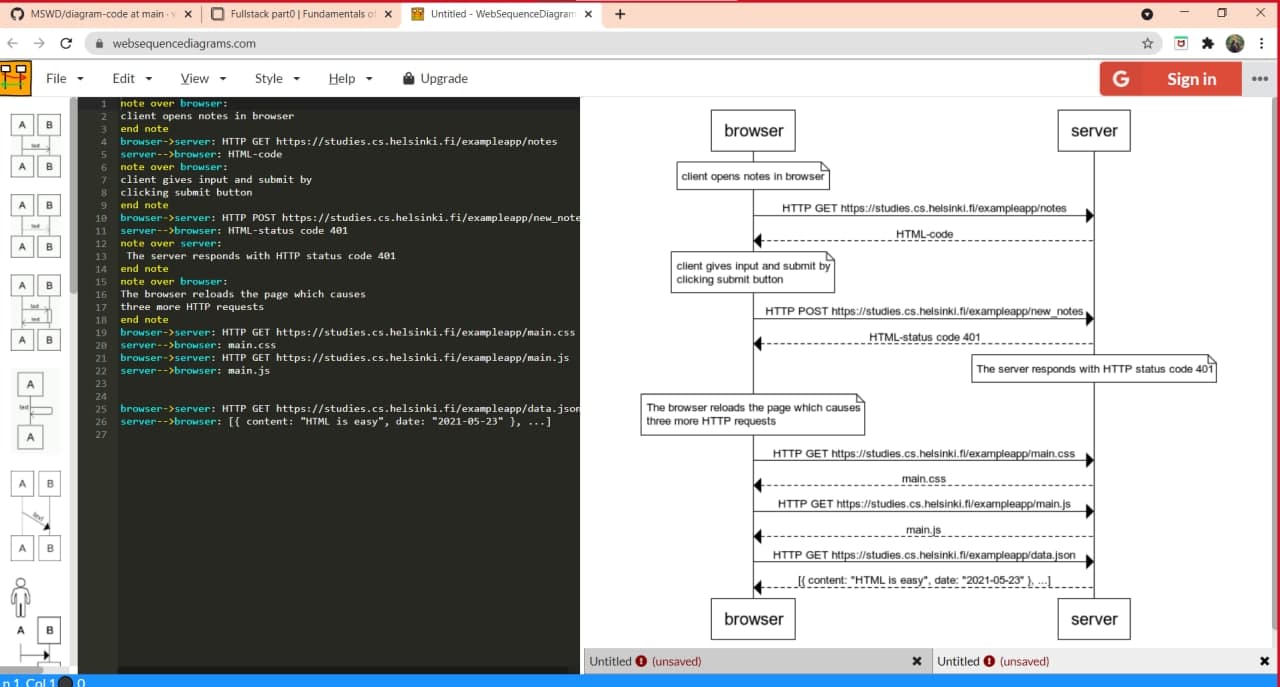 MSWD/diagram-code at main
Fullstack part0 | Fundamentals of
Untitled - WebSequenceDiagram
websequencediagrams.com
File Edit View Style Help Upgrade
G Sign in
1 note over browser:
2 client opens notes in browser
3 end note
4 browser->server: HTTP GET https://studies.cs.helsinki.fi/exampleapp/notes
5 server-->browser: HTML-code
6 note over browser:
7 client gives input and submit by
8 clicking submit button
9 end note
10 browser->server: HTTP POST https://studies.cs.helsinki.fi/exampleapp/new_note
11 server-->browser: HTML-status code 401
12 note over server:
13 The server responds with HTTP status code 401
14 end note
15 note over browser:
16 The browser reloads the page which causes
17 three more HTTP requests
18 end note
19 browser->server: HTTP GET https://studies.cs.helsinki.fi/exampleapp/main.css
20 server-->browser: main.css
21 browser->server: HTTP GET https://studies.cs.helsinki.fi/exampleapp/main.js
22 server-->browser: main.js
23
24
25 browser->server: HTTP GET https://studies.cs.helsinki.fi/exampleapp/data.json
26 server-->browser: [{ content: "HTML is easy", date: "2021-05-23" }, ...]
27
A B
text
A B
A B
text
A B
A B
text
text
A B
A
text
A
A B
text
A B
A B
browser server
client opens notes in browser
HTTP GET https://studies.cs.helsinki.fi/exampleapp/notes
HTML-code
client gives input and submit by
clicking submit button
HTTP POST https://studies.cs.helsinki.fi/exampleapp/new_notes
HTML-status code 401
The server responds with HTTP status code 401
The browser reloads the page which causes
three more HTTP requests
HTTP GET https://studies.cs.helsinki.fi/exampleapp/main.css
main.css
HTTP GET https://studies.cs.helsinki.fi/exampleapp/main.js
main.js
HTTP GET https://studies.cs.helsinki.fi/exampleapp/data.json
[{ content: "HTML is easy", date: "2021-05-23" }, ...]
browser server
Untitled (unsaved)
Untitled (unsaved)
n 1, Col 1 0